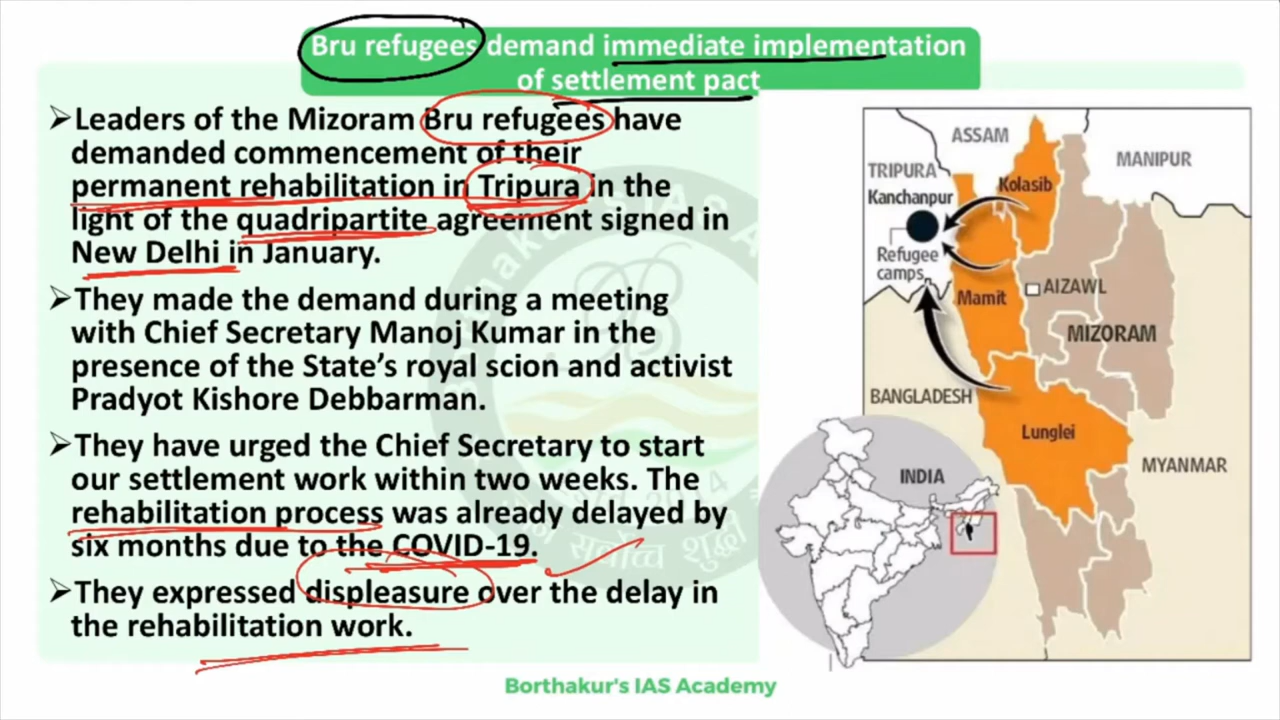 Bru refugees demand immediate implementation
of settlement pact
➢Leaders of the Mizoram Bru refugees have
demanded commencement of their
permanent rehabilitation in Tripura in the
light of the quadripartite agreement signed in
New Delhi in January.
➢They made the demand during a meeting
with Chief Secretary Manoj Kumar in the
presence of the State’s royal scion and activist
Pradyot Kishore Debbarman.
➢They have urged the Chief Secretary to start
our settlement work within two weeks. The
rehabilitation process was already delayed by
six months due to the COVID-19.
➢They expressed displeasure over the delay in
the rehabilitation work.
ASSAM
MANIPUR
TRIPURA
Kolasib
Kanchanpur
Refugee
camps
AIZAWL
Mamit
MIZORAM
BANGLADESH
Lunglei
MYANMAR
INDIA
Borthakur's IAS Academy